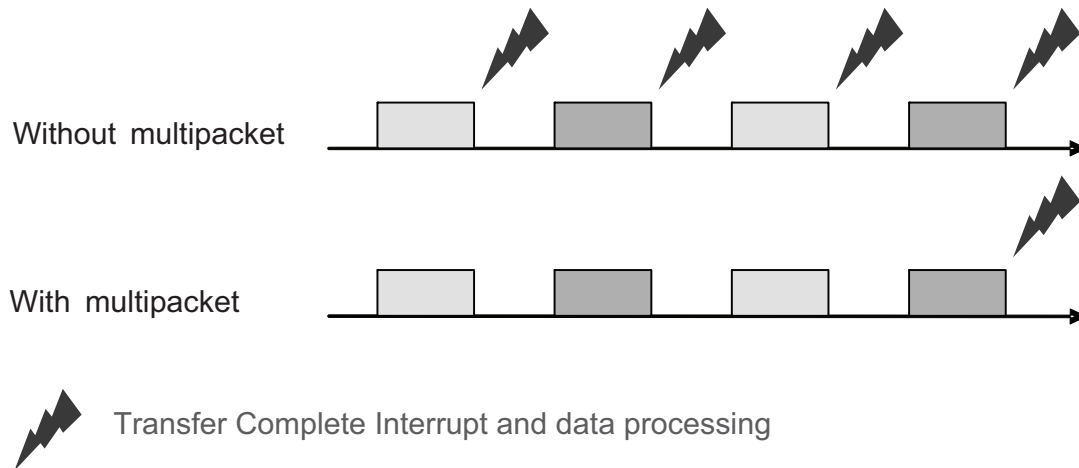 Without multipacket
With multipacket
Transfer Complete Interrupt and data processing